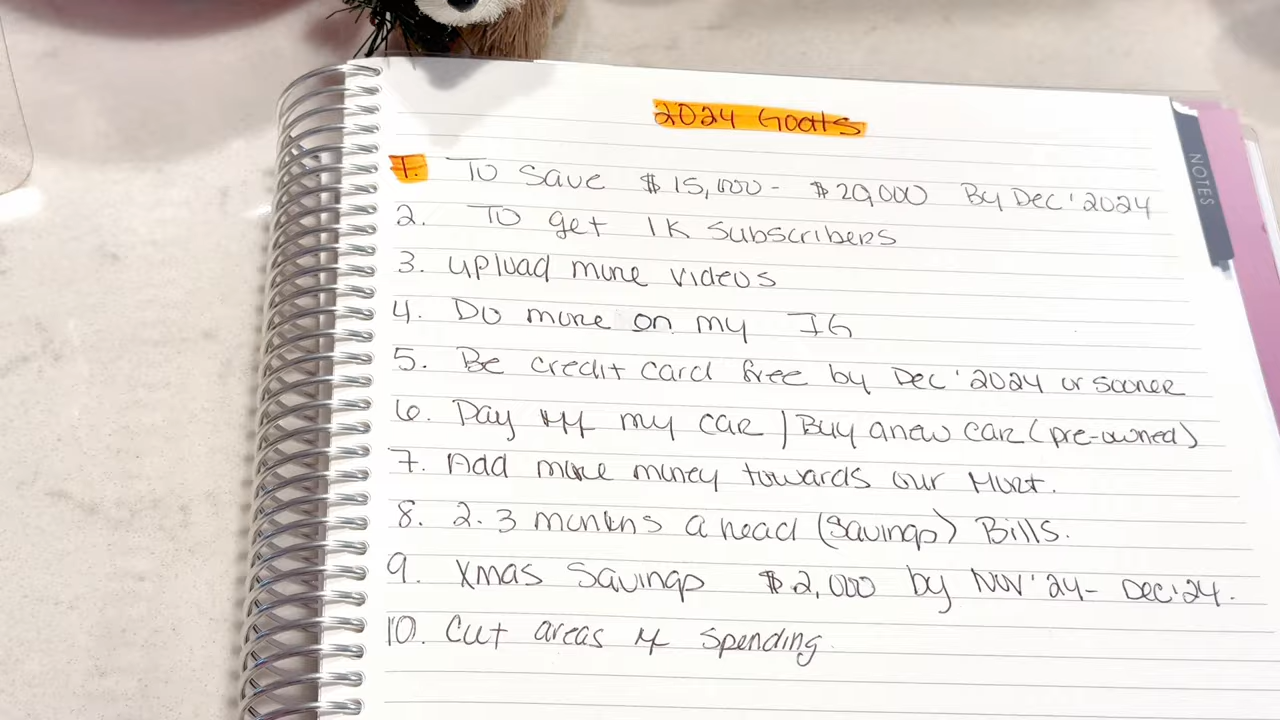 2024 Goals
1. To Save $15,000 - $20,000 By Dec '2024
2. To get 1K Subscribers
3. upload more videos
4. Do more on my IG
5. Be credit card free by Dec '2024 or sooner
6. Pay off my car / Buy a new car (pre-owned)
7. Add more money towards our Mort.
8. 2-3 months ahead (Savings) Bills.
9. Xmas Savings $2,000 by Nov '24 - Dec '24.
10. Cut areas of spending
NOTES